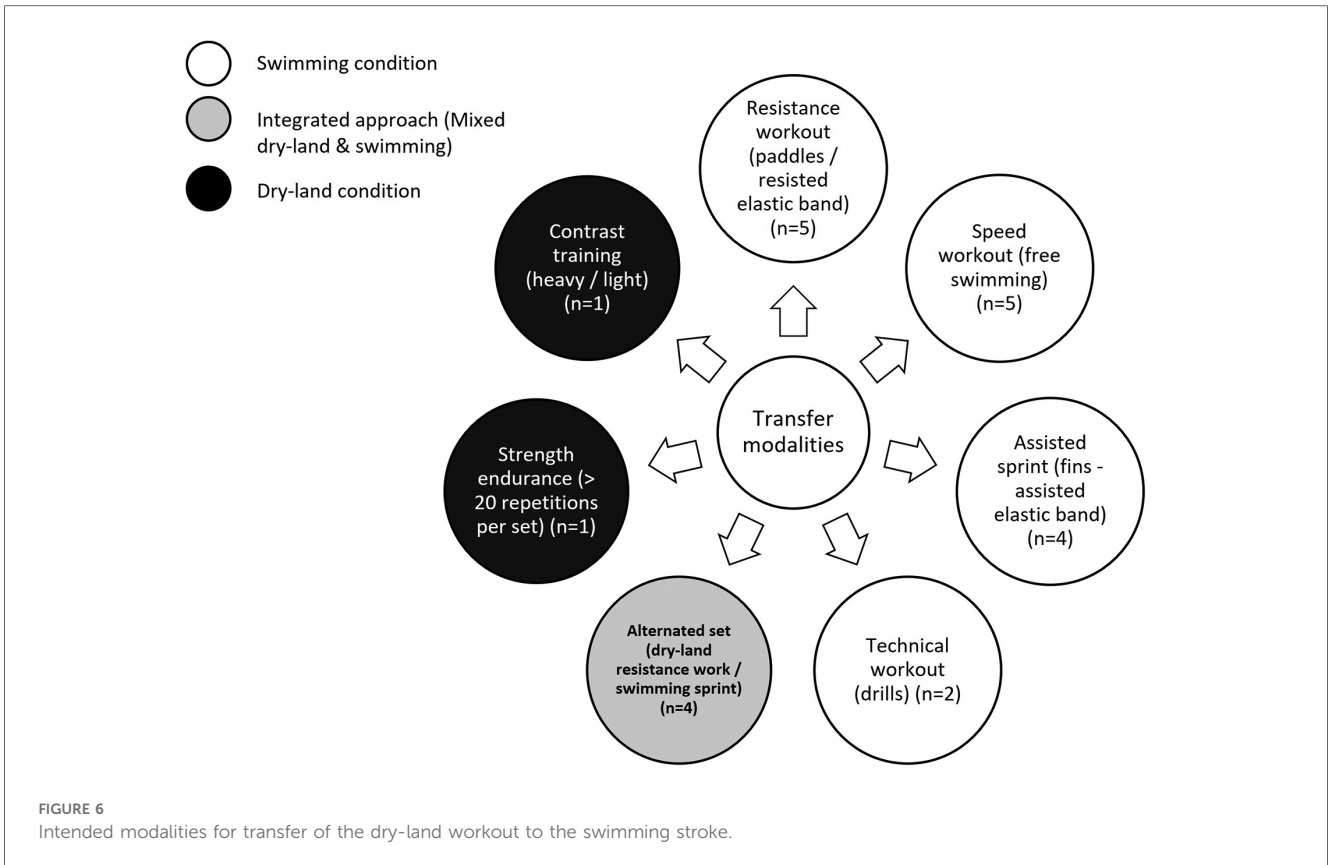 Swimming condition
Integrated approach (Mixed
dry-land & swimming)
Dry-land condition
Resistance
workout
(paddles /
resisted
elastic band)
(n=5)
Speed
workout (free
swimming)
(n=5)
Assisted
sprint (fins -
assisted
elastic band)
(n=4)
Technical
workout
(drills) (n=2)
Alternated set
(dry-land
resistance work /
swimming sprint)
(n=4)
Strength
endurance (>
20 repetitions
per set) (n=1)
Contrast
training
(heavy / light)
(n=1)
Transfer
modalities
FIGURE 6
Intended modalities for transfer of the dry-land workout to the swimming stroke.